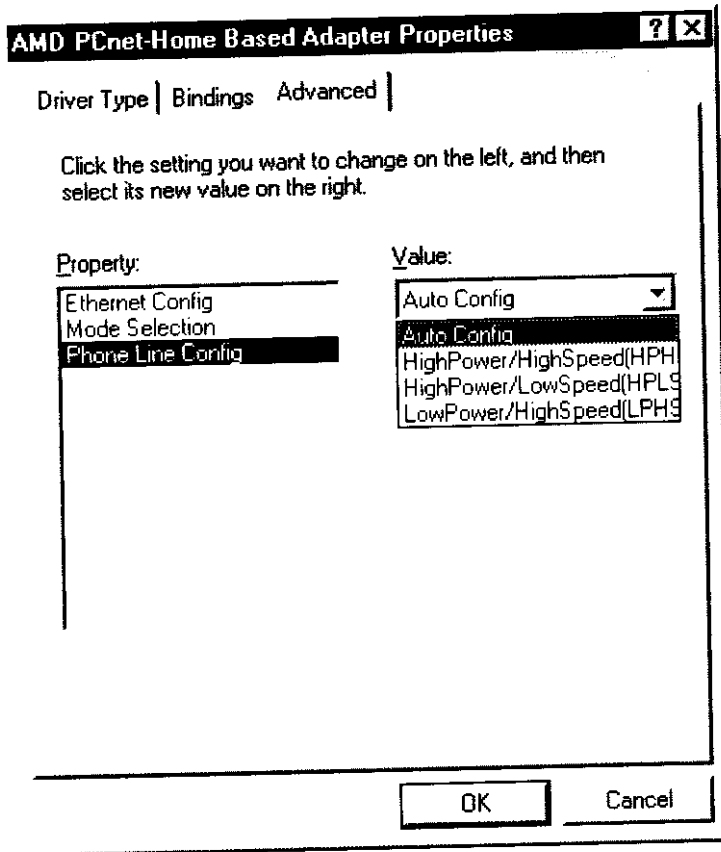 AMD PCnet-Home Based Adapter Properties
Driver Type Bindings Advanced
Click the setting you want to change on the left, and then
select its new value on the right.
Property:
Ethernet Config
Mode Selection
Phone Line Config
Value:
Auto Config
Auto Config
HighPower/HighSpeed(HPH
HighPower/LowSpeed(HPLS
LowPower/HighSpeed(LPHS
OK Cancel